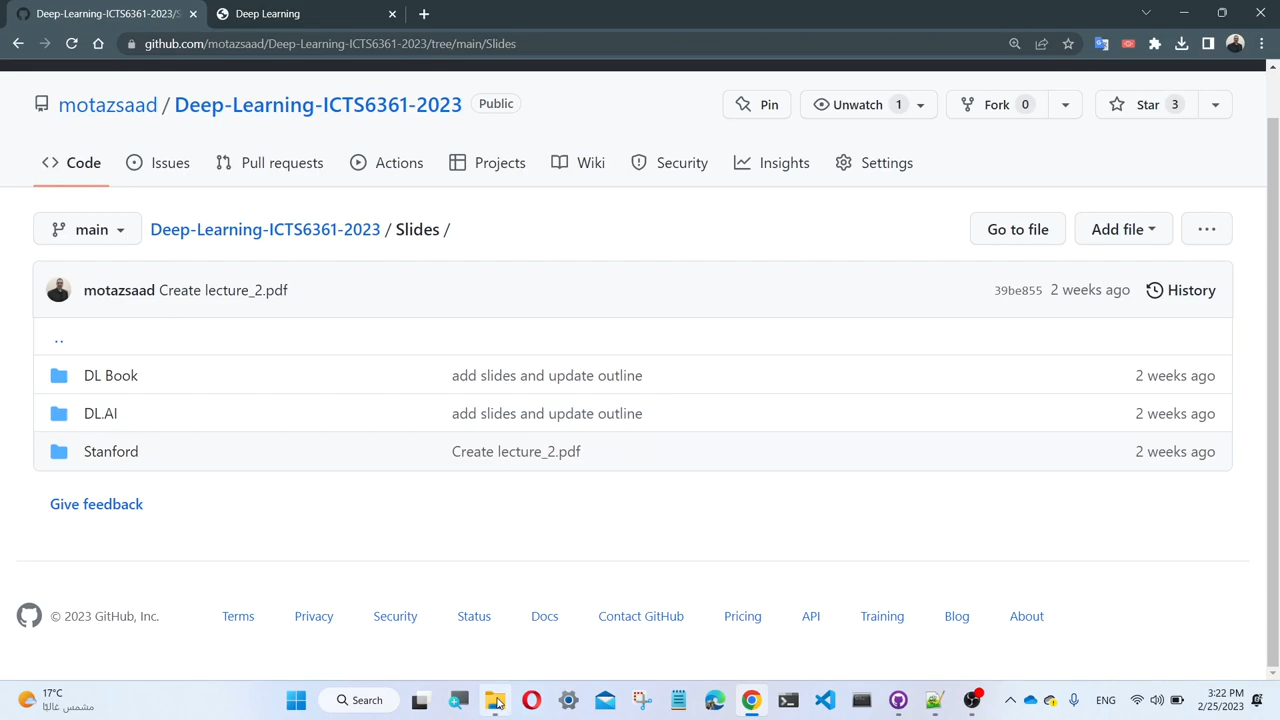 Deep-Learning-ICTS6361-2023/S
Deep Learning
github.com/motazsaad/Deep-Learning-ICTS6361-2023/tree/main/Slides
motazsaad / Deep-Learning-ICTS6361-2023 Public
Pin
Unwatch 1
Fork 0
Star 3
Code
Issues
Pull requests
Actions
Projects
Wiki
Security
Insights
Settings
main
Deep-Learning-ICTS6361-2023 / Slides /
Go to file
Add file
motazsaad Create lecture_2.pdf
39be855 2 weeks ago
History
..
DL Book add slides and update outline 2 weeks ago
DL.AI add slides and update outline 2 weeks ago
Stanford Create lecture_2.pdf 2 weeks ago
Give feedback
© 2023 GitHub, Inc.
Terms
Privacy
Security
Status
Docs
Contact GitHub
Pricing
API
Training
Blog
About
17°C
مشمس غالبًا
Search
ENG
3:22 PM
2/25/2023